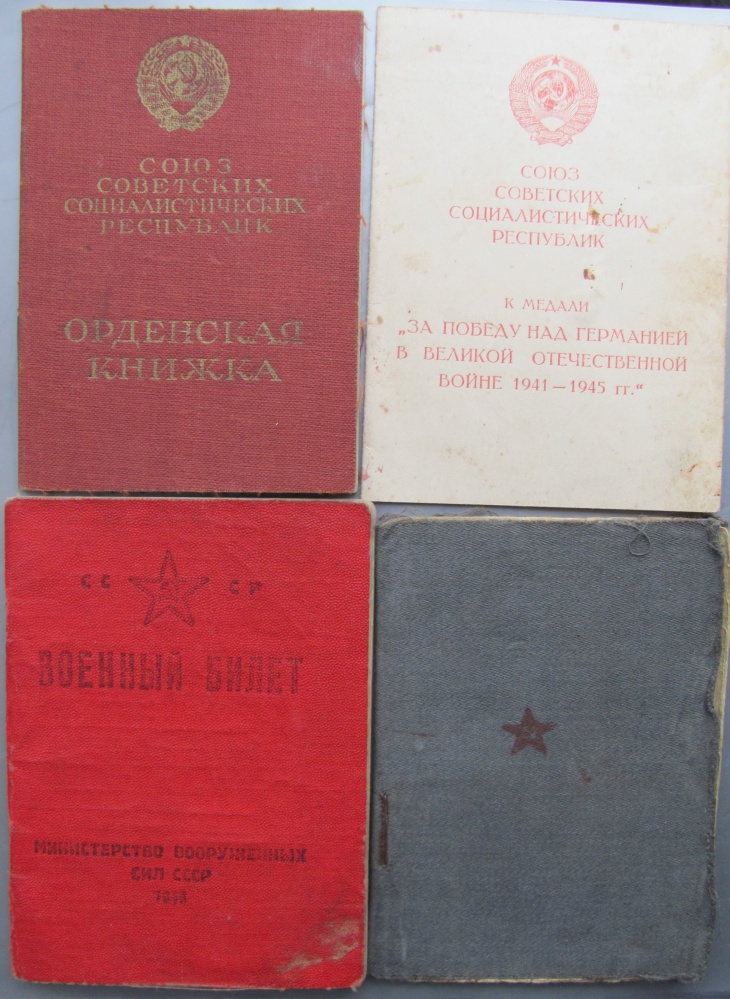 СОЮЗ
СОВЕТСКИХ
СОЦИАЛИСТИЧЕСКИХ
РЕСПУБЛИК
ОРДЕНСКАЯ
КНИЖКА
СОЮЗ
СОВЕТСКИХ
СОЦИАЛИСТИЧЕСКИХ
РЕСПУБЛИК
К МЕДАЛИ
„ЗА ПОБЕДУ НАД ГЕРМАНИЕЙ
В ВЕЛИКОЙ ОТЕЧЕСТВЕННОЙ
ВОЙНЕ 1941—1945 гг.“
СС СР
ВОЕННЫЙ БИЛЕТ
МИНИСТЕРСТВО ВООРУЖЕННЫХ
СИЛ СССР